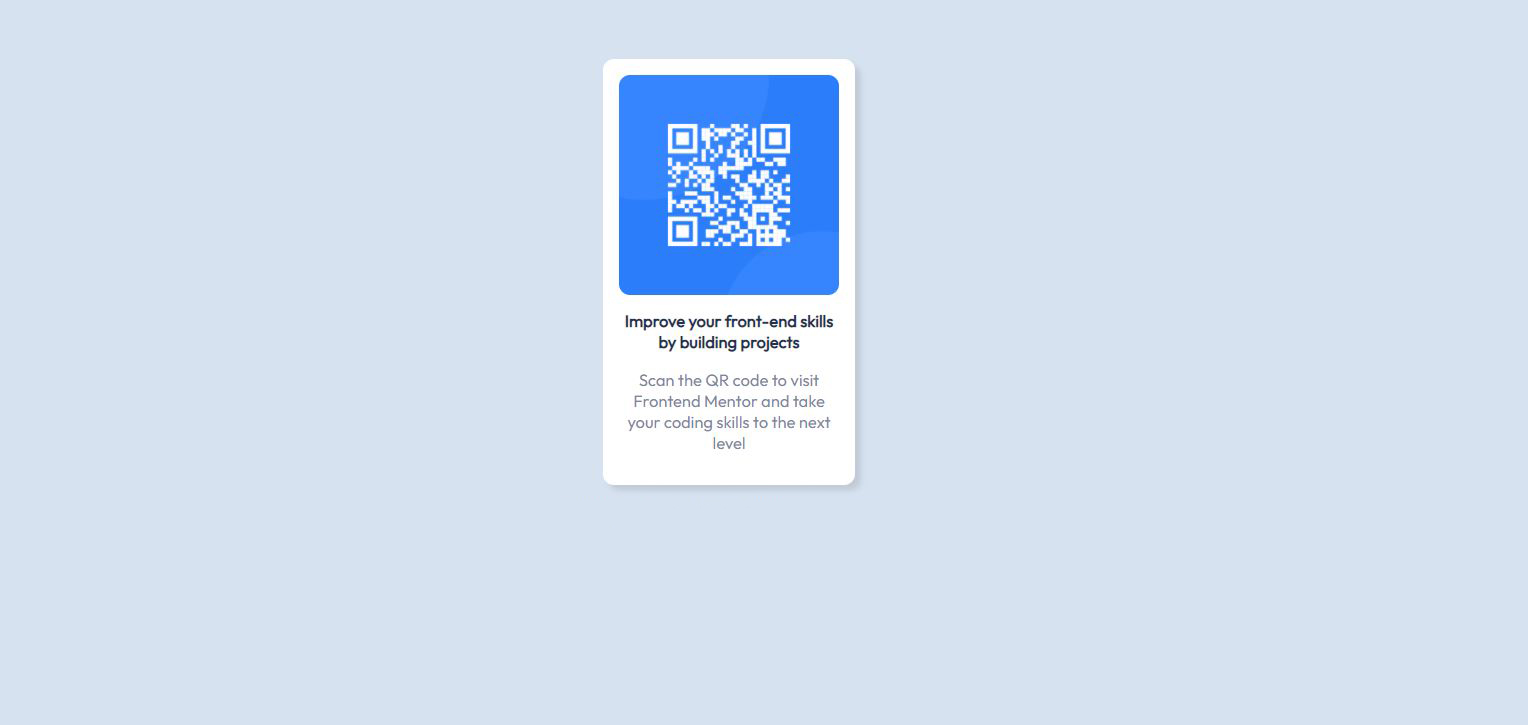 Improve your front-end skills
by building projects
Scan the QR code to visit
Frontend Mentor and take
your coding skills to the next
level